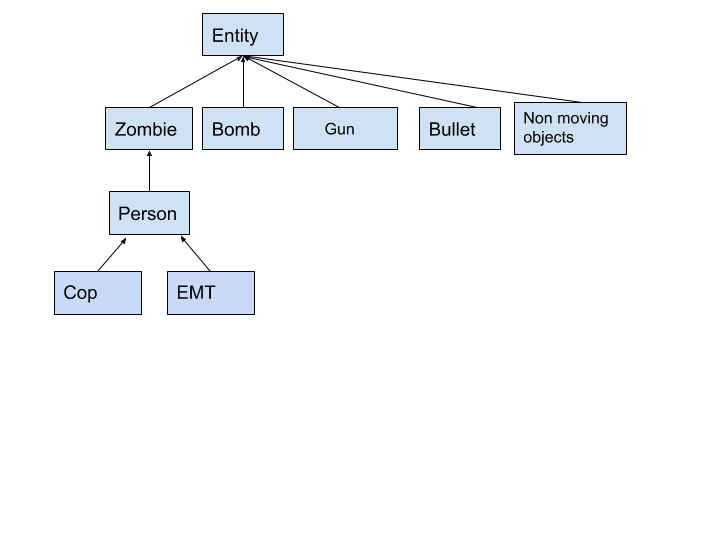 Entity
Zombie
Bomb
Gun
Bullet
Non moving
objects
Person
Cop
EMT